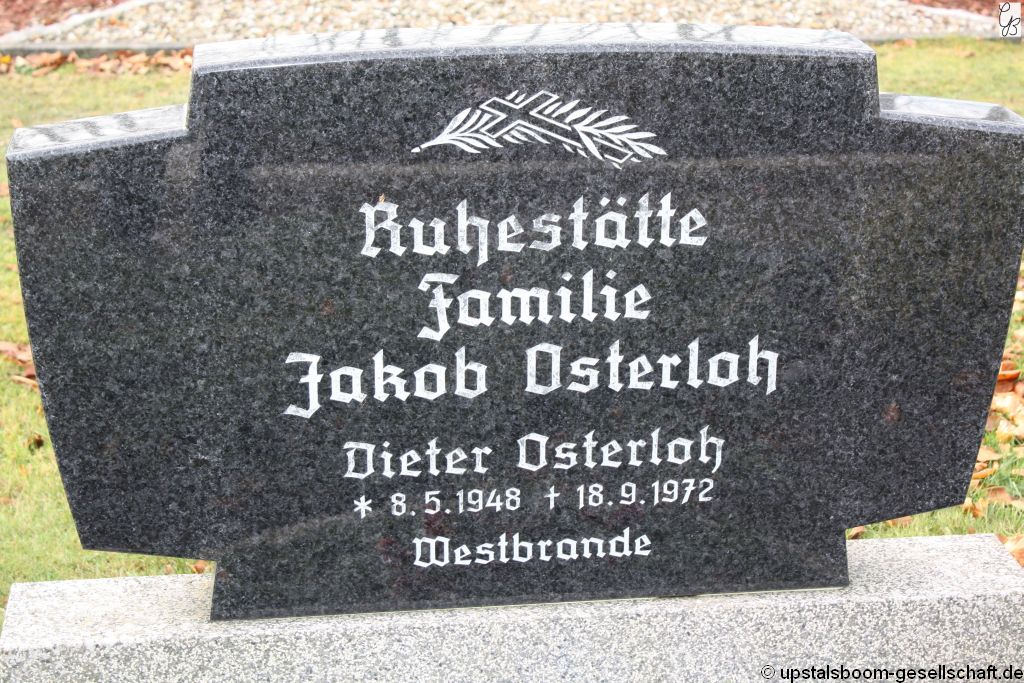 Ruhestätte
Familie
Jakob Osterloh
Dieter Osterloh
* 8.5.1948 † 18.9.1972
Westbrande
© upstalsboom-gesellschaft.de